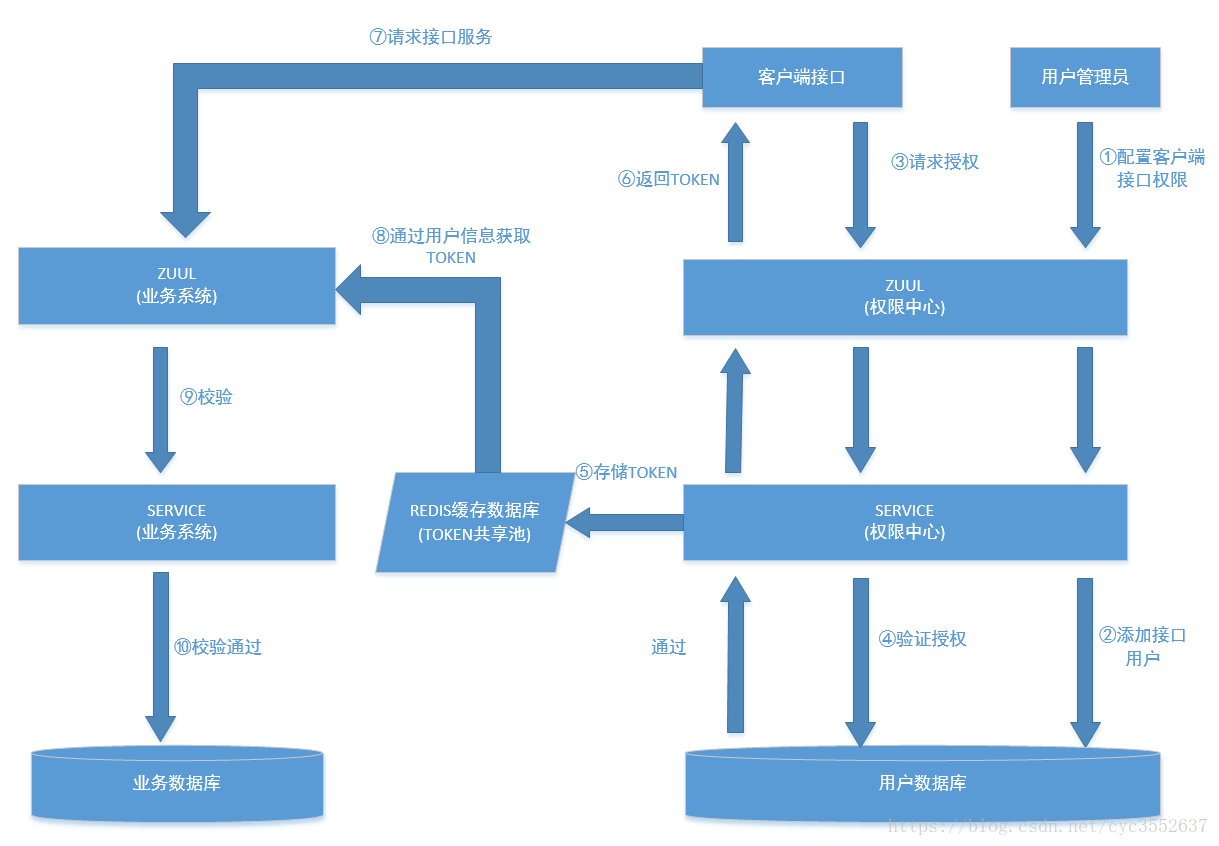 ⑦请求接口服务
客户端接口
用户管理员
⑥返回TOKEN
③请求授权
①配置客户端
接口权限
⑧通过用户信息获取
TOKEN
ZUUL
(业务系统)
ZUUL
(权限中心)
⑨校验
⑤存储TOKEN
SERVICE
(业务系统)
REDIS缓存数据库
(TOKEN共享池)
SERVICE
(权限中心)
⑩校验通过
通过
④验证授权
②添加接口
用户
业务数据库
用户数据库
https://blog.csdn.net/cyc3552637